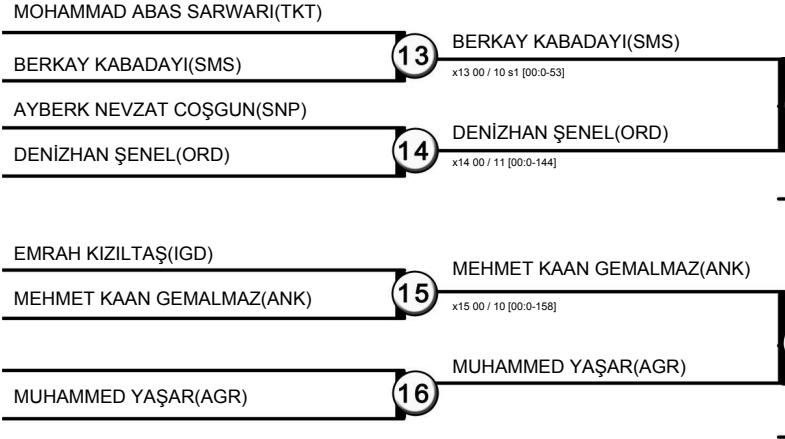 MOHAMMAD ABAS SARWARI(TKT)
BERKAY KABADAYI(SMS)
13
BERKAY KABADAYI(SMS)
x13 00 / 10 s1 [00:0-53]
AYBERK NEVZAT COŞGUN(SNP)
DENİZHAN ŞENEL(ORD)
14
DENİZHAN ŞENEL(ORD)
x14 00 / 11 [00:0-144]
EMRAH KIZILTAŞ(IGD)
MEHMET KAAN GEMALMAZ(ANK)
15
MEHMET KAAN GEMALMAZ(ANK)
x15 00 / 10 [00:0-158]
MUHAMMED YAŞAR(AGR)
16
MUHAMMED YAŞAR(AGR)